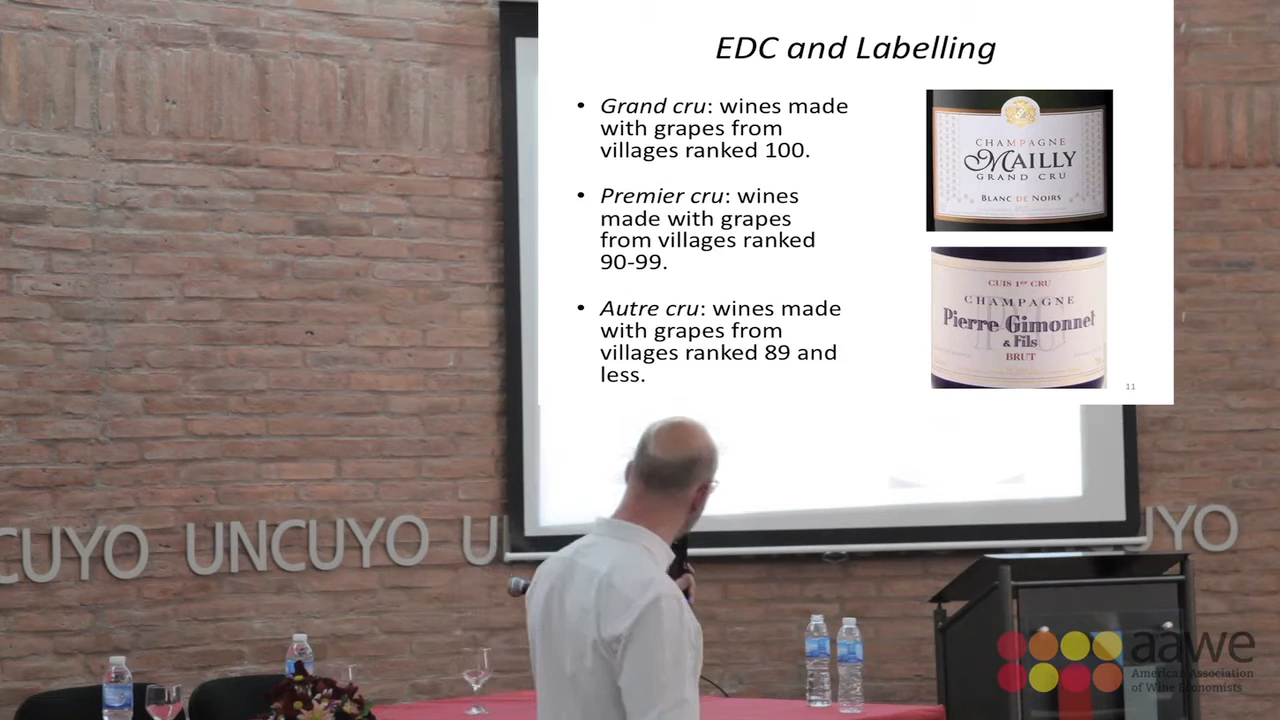 EDC and Labelling
• Grand cru: wines made
with grapes from
villages ranked 100.
• Premier cru: wines
made with grapes
from villages ranked
90-99.
• Autre cru: wines made
with grapes from
villages ranked 89 and
less.
CHAMPAGNE
MAILLY
GRAND CRU
BLANC DE NOIRS
CUIS 1er CRU
CHAMPAGNE
Pierre Gimonnet
& Fils
BRUT
11
CUYO UNCUYO U
UYO
aawe
American Association
of Wine Economists